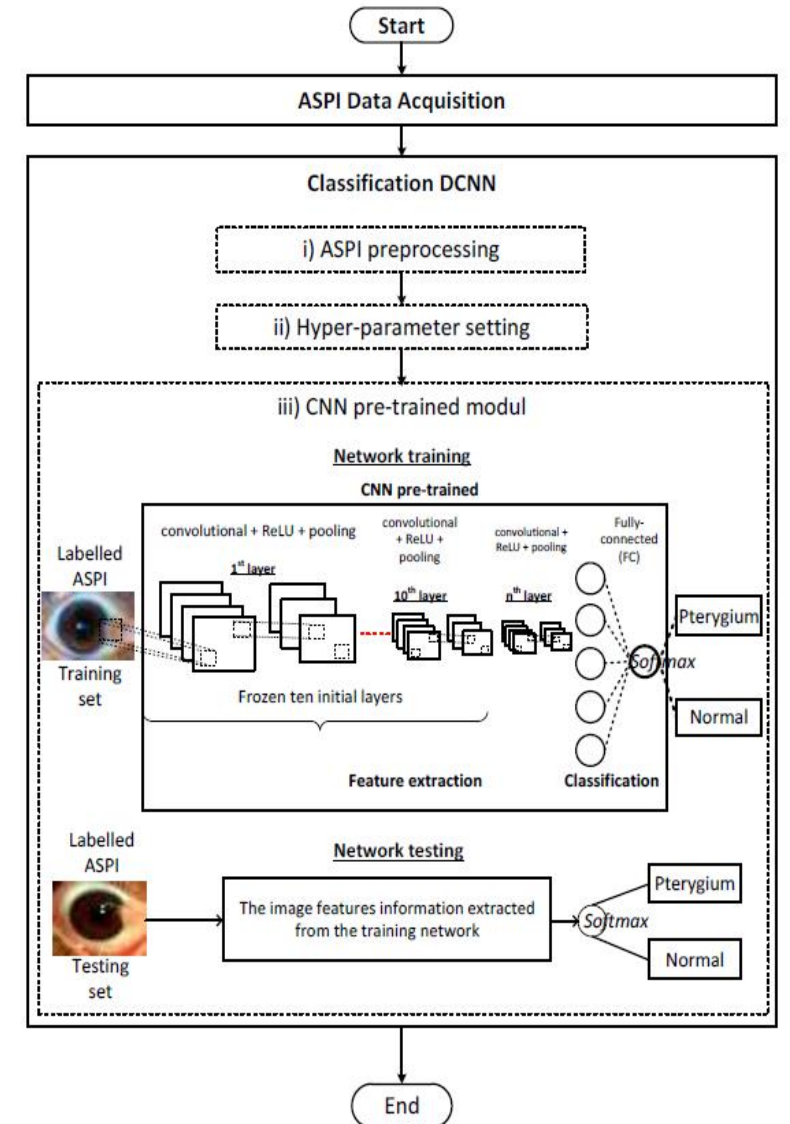 Start
ASPI Data Acquisition
Classification DCNN
i) ASPI preprocessing
ii) Hyper-parameter setting
iii) CNN pre-trained modul
Network training
CNN pre-trained
convolutional + ReLU + pooling
convolutional
+ ReLU +
pooling
convolutional +
ReLU + pooling
Fully-
connected
(FC)
Labelled
ASPI
1st layer
10th layer
nth layer
Pterygium
Softmax
Normal
Training
set
Frozen ten initial layers
Feature extraction
Classification
Labelled
ASPI
Network testing
The image features information extracted
from the training network
Pterygium
Softmax
Normal
Testing
set
End